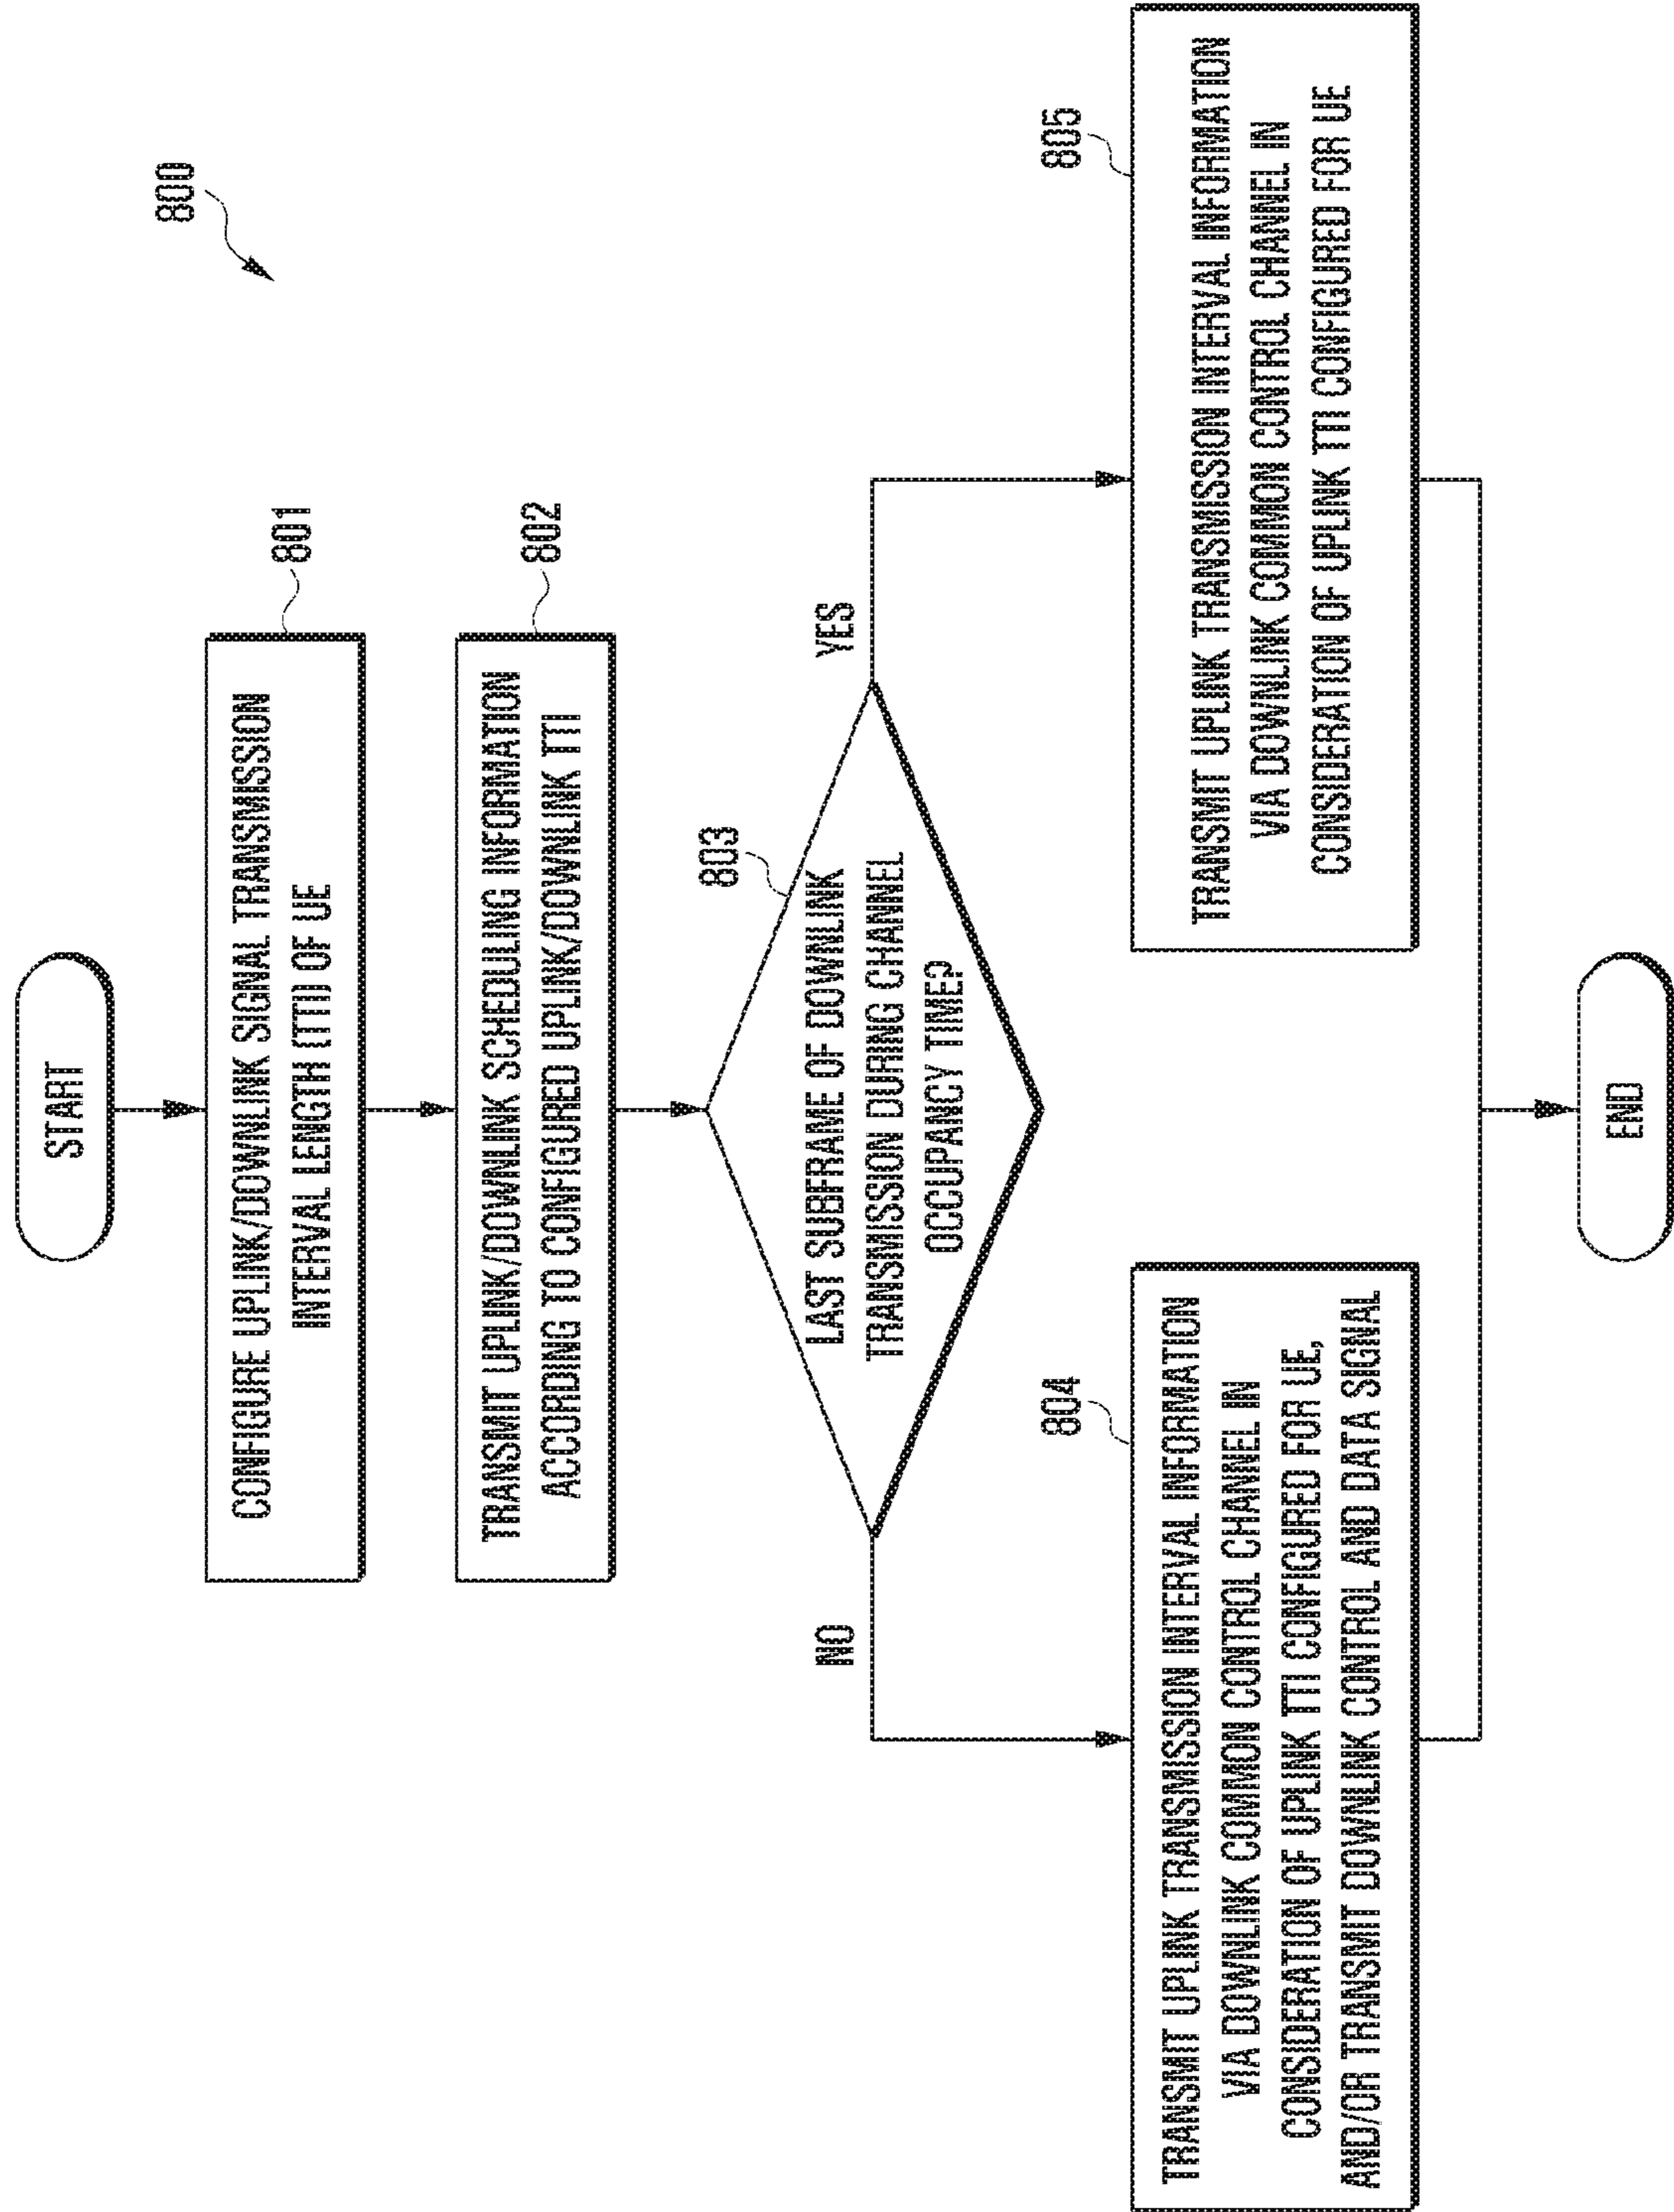 800
START
CONFIGURE UPLINK/DOWNLINK SIGNAL TRANSMISSION
INTERVAL LENGTH (TTI) OF UE
801
TRANSMIT UPLINK/DOWNLINK SCHEDULING INFORMATION
ACCORDING TO CONFIGURED UPLINK/DOWNLINK TTI
802
803
LAST SUBFRAME OF DOWNLINK
TRANSMISSION DURING CHANNEL
OCCUPANCY TIME?
NO
YES
804
TRANSMIT UPLINK TRANSMISSION INTERVAL INFORMATION
VIA DOWNLINK COMMON CONTROL CHANNEL IN
CONSIDERATION OF UPLINK TTI CONFIGURED FOR UE,
AND/OR TRANSMIT DOWNLINK CONTROL AND DATA SIGNAL
805
TRANSMIT UPLINK TRANSMISSION INTERVAL INFORMATION
VIA DOWNLINK COMMON CONTROL CHANNEL IN
CONSIDERATION OF UPLINK TTI CONFIGURED FOR UE
END